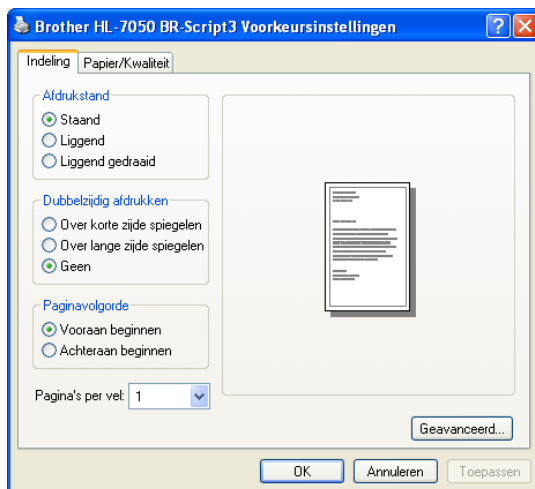 Brother HL-7050 BR-Script3 Voorkeursinstellingen
Indeling Papier/Kwaliteit
Afdrukstand
Staand
Liggend
Liggend gedraaid
Dubbelzijdig afdrukken
Over korte zijde spiegelen
Over lange zijde spiegelen
Geen
Paginavolgorde
Vooraan beginnen
Achteraan beginnen
Pagina's per vel: 1
Geavanceerd...
OK Annuleren Toepassen